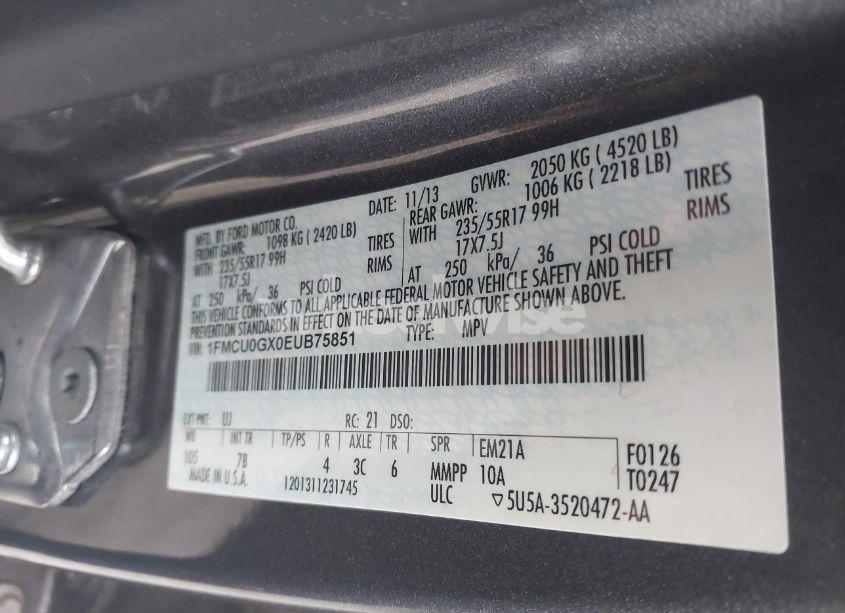 MFD. BY FORD MOTOR CO.
DATE: 11/13 GVWR: 2050 KG ( 4520 LB)
FRONT GAWR: 1098 KG ( 2420 LB)
REAR GAWR: 1006 KG ( 2218 LB)
WITH 235/55R17 99H TIRES
WITH 235/55R17 99H TIRES
17X7.5J RIMS
17X7.5J RIMS
AT 250 kPa/ 36 PSI COLD
AT 250 kPa/ 36 PSI COLD
THIS VEHICLE CONFORMS TO ALL APPLICABLE FEDERAL MOTOR VEHICLE SAFETY AND THEFT
PREVENTION STANDARDS IN EFFECT ON THE DATE OF MANUFACTURE SHOWN ABOVE.
VIN: 1FMCU0GX0EUB75851 TYPE: MPV
EXT PNT: UJ RC: 21 DSO:
WB INT TR TP/PS R AXLE TR SPR EM21A F0126
105 7B 4 3C 6 MMPP 10A T0247
MADE IN U.S.A. 1201311231745 ULC ▽5U5A-3520472-AA